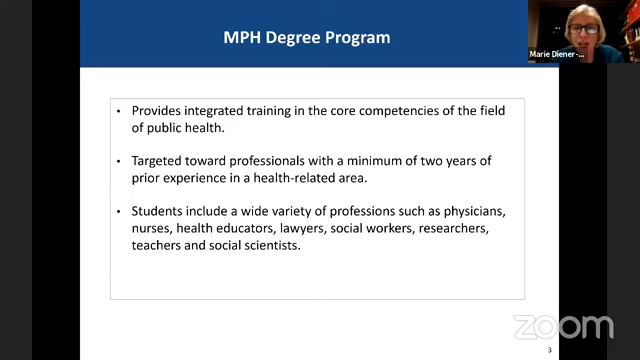 MPH Degree Program
Marie Diener-...
• Provides integrated training in the core competencies of the field
of public health.
• Targeted toward professionals with a minimum of two years of
prior experience in a health-related area.
• Students include a wide variety of professions such as physicians,
nurses, health educators, lawyers, social workers, researchers,
teachers and social scientists.
zoom
3